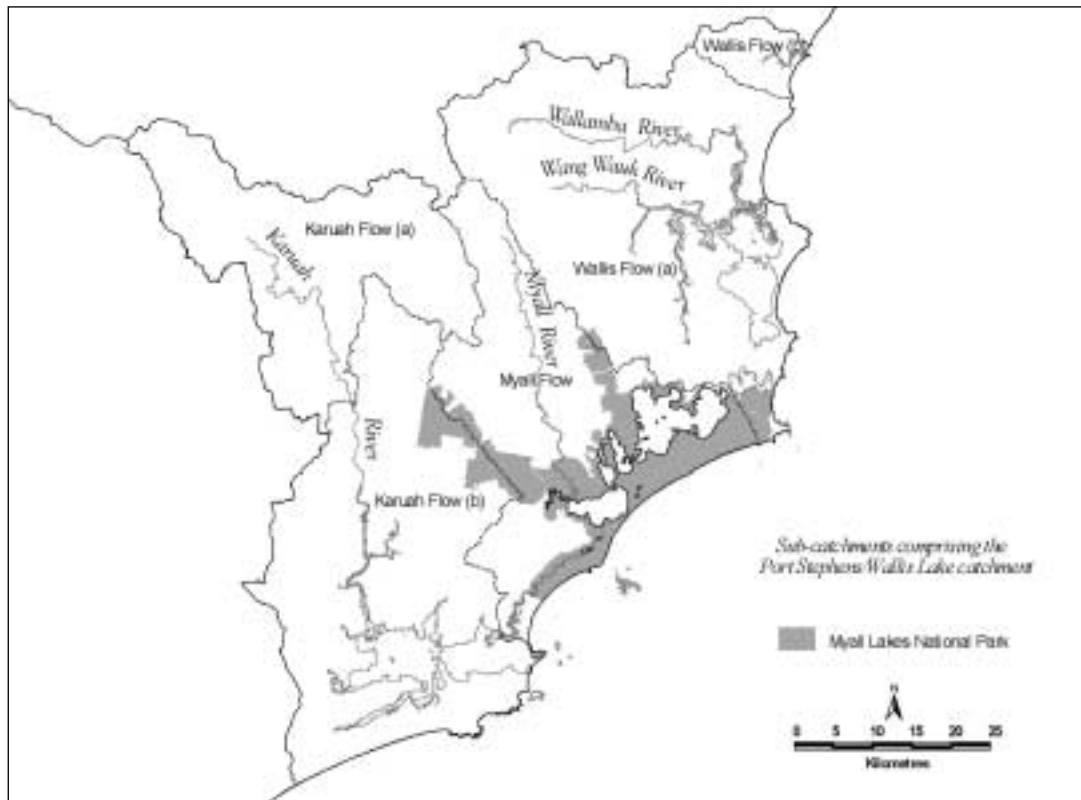 Wallis Flow
Wallamba River
Wang Wauk River
Karuah Flow (a)
Karuah
Wallis Flow (a)
Myall River
Myall Flow
River
Karuah Flow (b)
Sub-catchments comprising the
Port Stephens/Wallis Lake catchment
Myall Lakes National Park
N
0 5 10 15 20 25
Kilometres